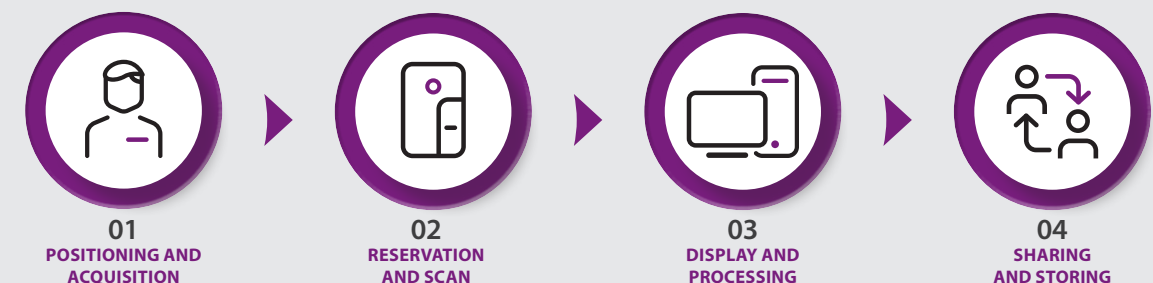 01
POSITIONING AND
ACQUISITION
02
RESERVATION
AND SCAN
03
DISPLAY AND
PROCESSING
04
SHARING
AND STORING